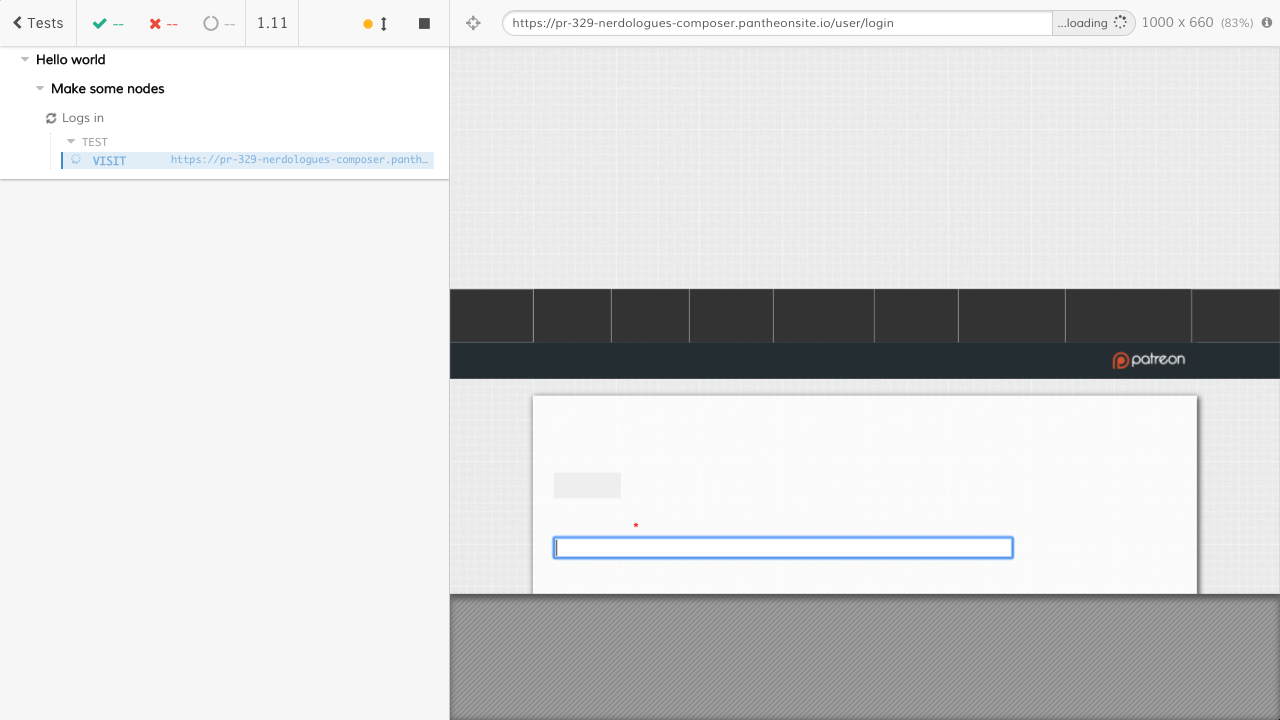 Tests
--
--
--
1.11
https://pr-329-nerdologues-composer.pantheonsite.io/user/login
...loading
1000 x 660 (83%)
Hello world
Make some nodes
Logs in
TEST
VISIT https://pr-329-nerdologues-composer.panth…
patreon
*